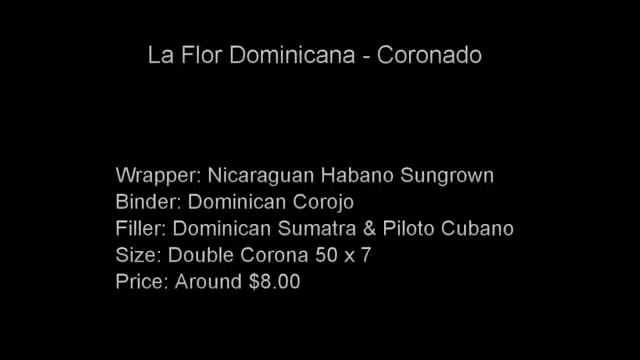 La Flor Dominicana - Coronado
Wrapper: Nicaraguan Habano Sungrown
Binder: Dominican Corojo
Filler: Dominican Sumatra & Piloto Cubano
Size: Double Corona 50 x 7
Price: Around $8.00